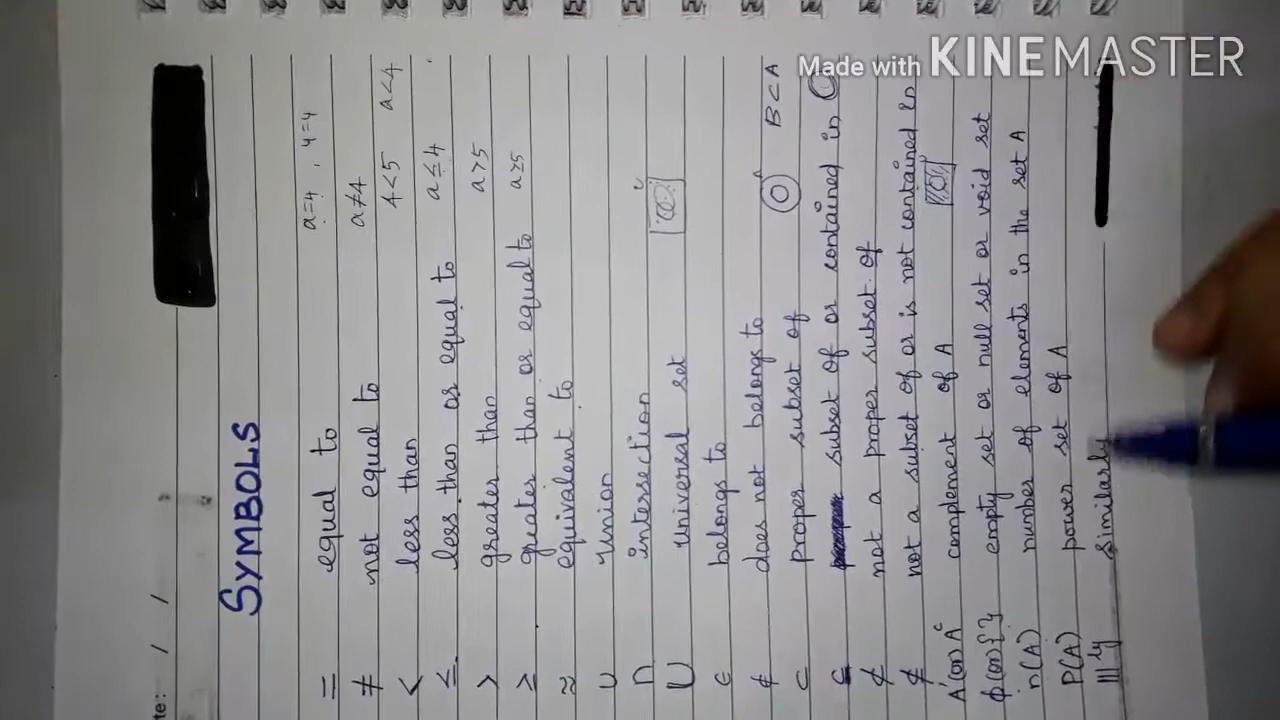 Made with KINEMASTER
te: / /
SYMBOLS
= equal to a=4, 4=4
≠ not equal to a≠4
< less than 4<5 a<4
≤ less than or equal to a≤4
> greater than a>5
≥ greater than or equal to a≥5
≈ equivalent to
∪ union
∩ intersection
U universal set
∈ belongs to
∉ does not belongs to
⊂ proper subset of B⊂A
⊆ subset of or contained in
⊄ not a proper subset of
⊈ not a subset of or is not contained in
A'(or)Aᶜ complement of A
ϕ(or){} empty set or null set or void set
n(A) number of elements in the set A
P(A) power set of A
|||ly similarly